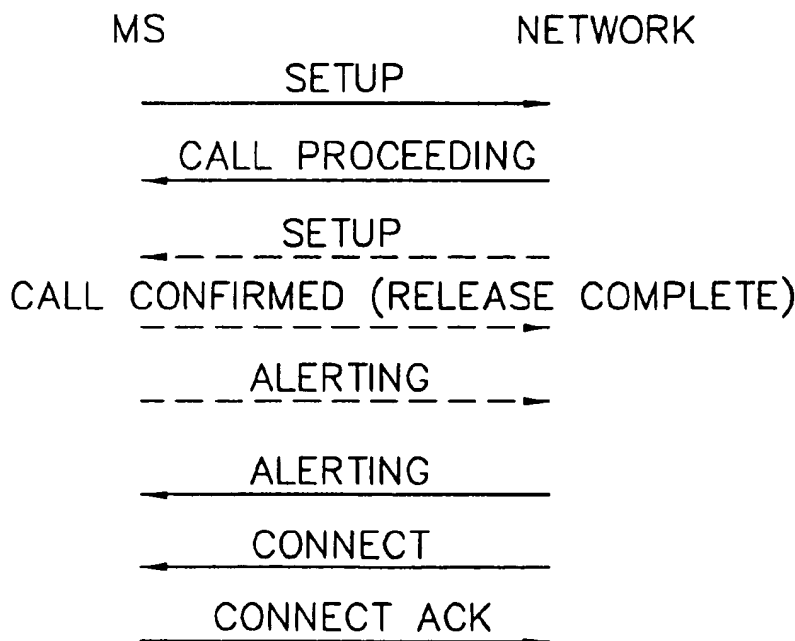 MS NETWORK
SETUP
CALL PROCEEDING
SETUP
CALL CONFIRMED (RELEASE COMPLETE)
ALERTING
ALERTING
CONNECT
CONNECT ACK